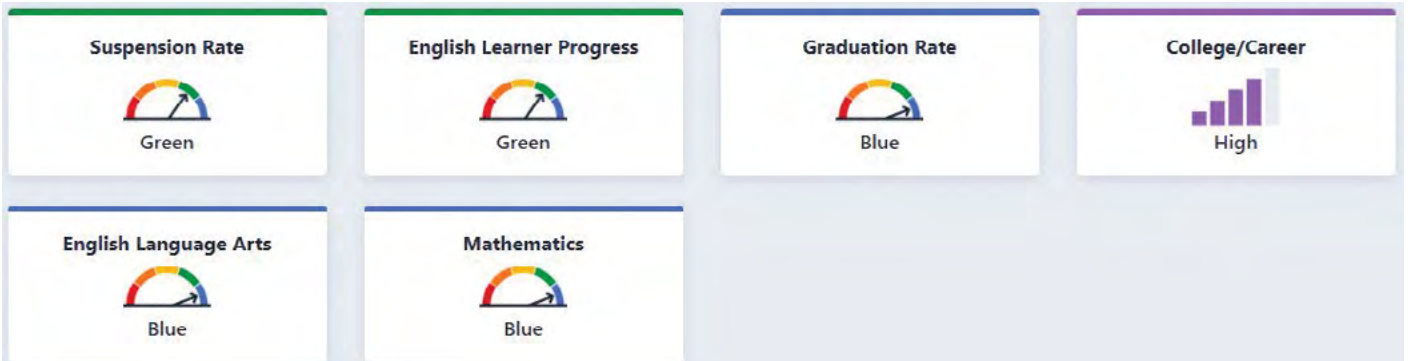 Suspension Rate
Green
English Learner Progress
Green
Graduation Rate
Blue
College/Career
High
English Language Arts
Blue
Mathematics
Blue